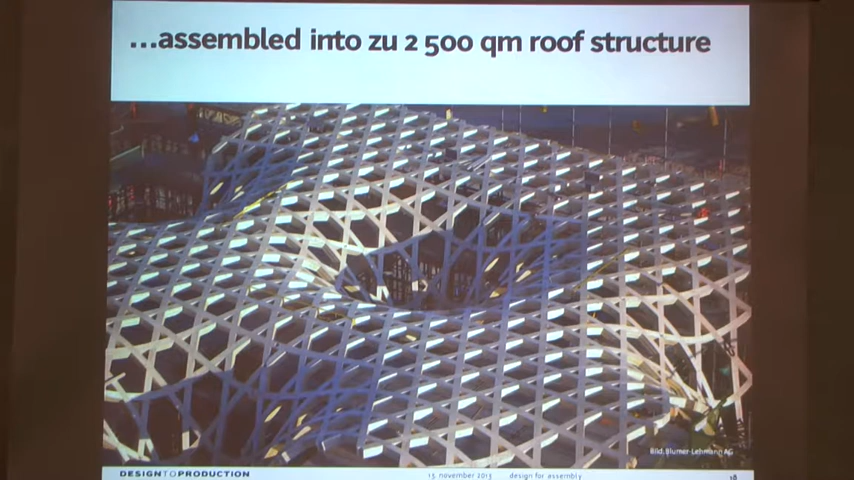 ...assembled into zu 2 500 qm roof structure
Bild. Blumer-Lehmann AG
DESIGNTOPRODUCTION 15 november 2013 design for assembly 18